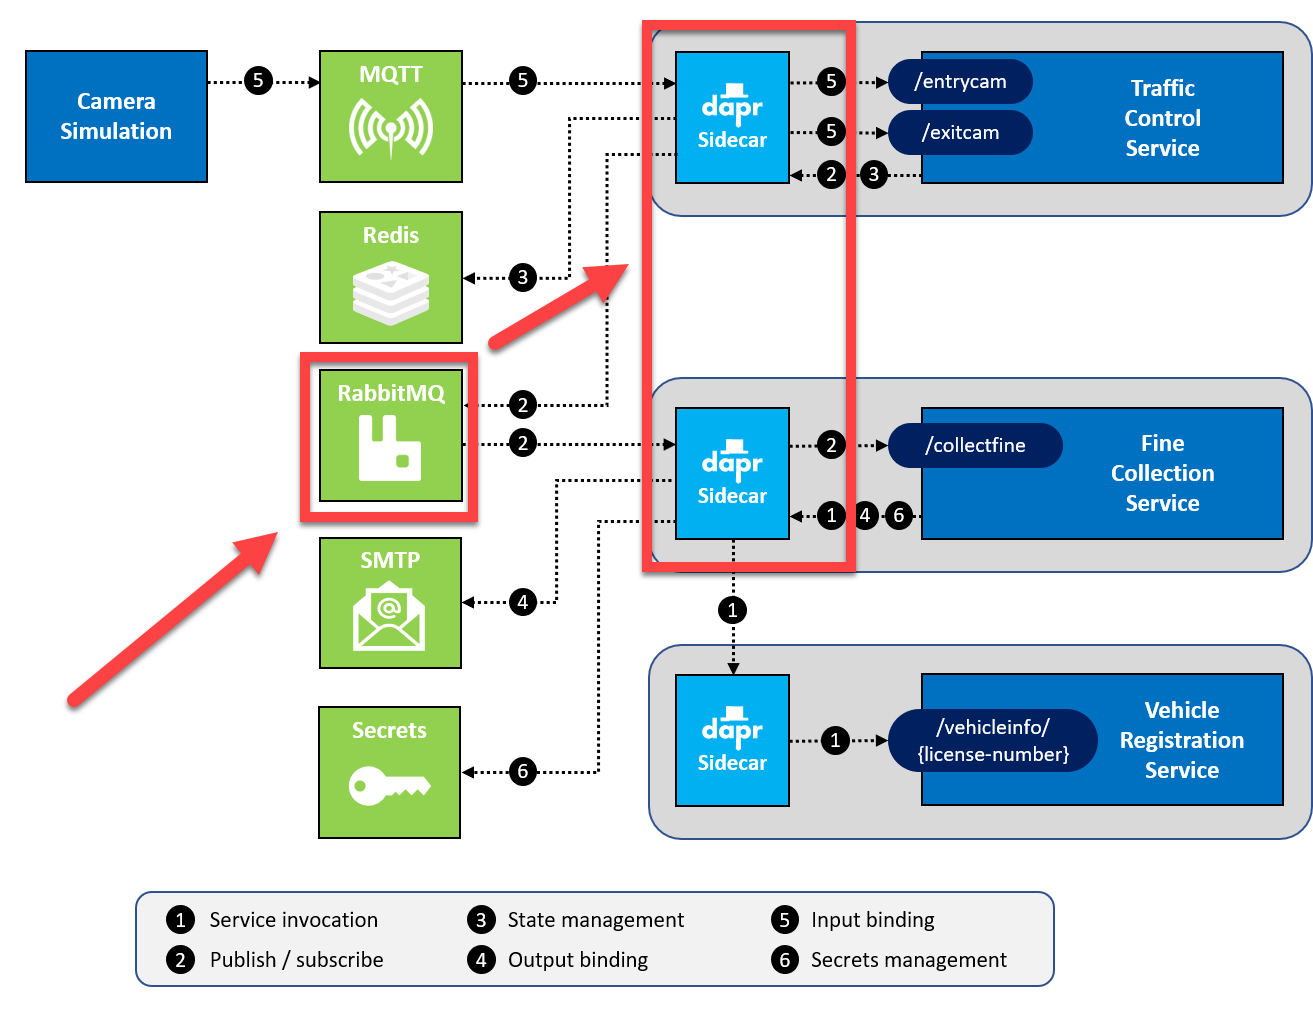 Camera
Simulation
5
MQTT
5
dapr
Sidecar
5
/entrycam
5
/exitcam
2
3
Traffic
Control
Service
Redis
3
RabbitMQ
2
2
dapr
Sidecar
2
/collectfine
1
4
6
Fine
Collection
Service
SMTP
@
4
1
Secrets
6
dapr
Sidecar
1
/vehicleinfo/
{license-number}
Vehicle
Registration
Service
1 Service invocation
2 Publish / subscribe
3 State management
4 Output binding
5 Input binding
6 Secrets management